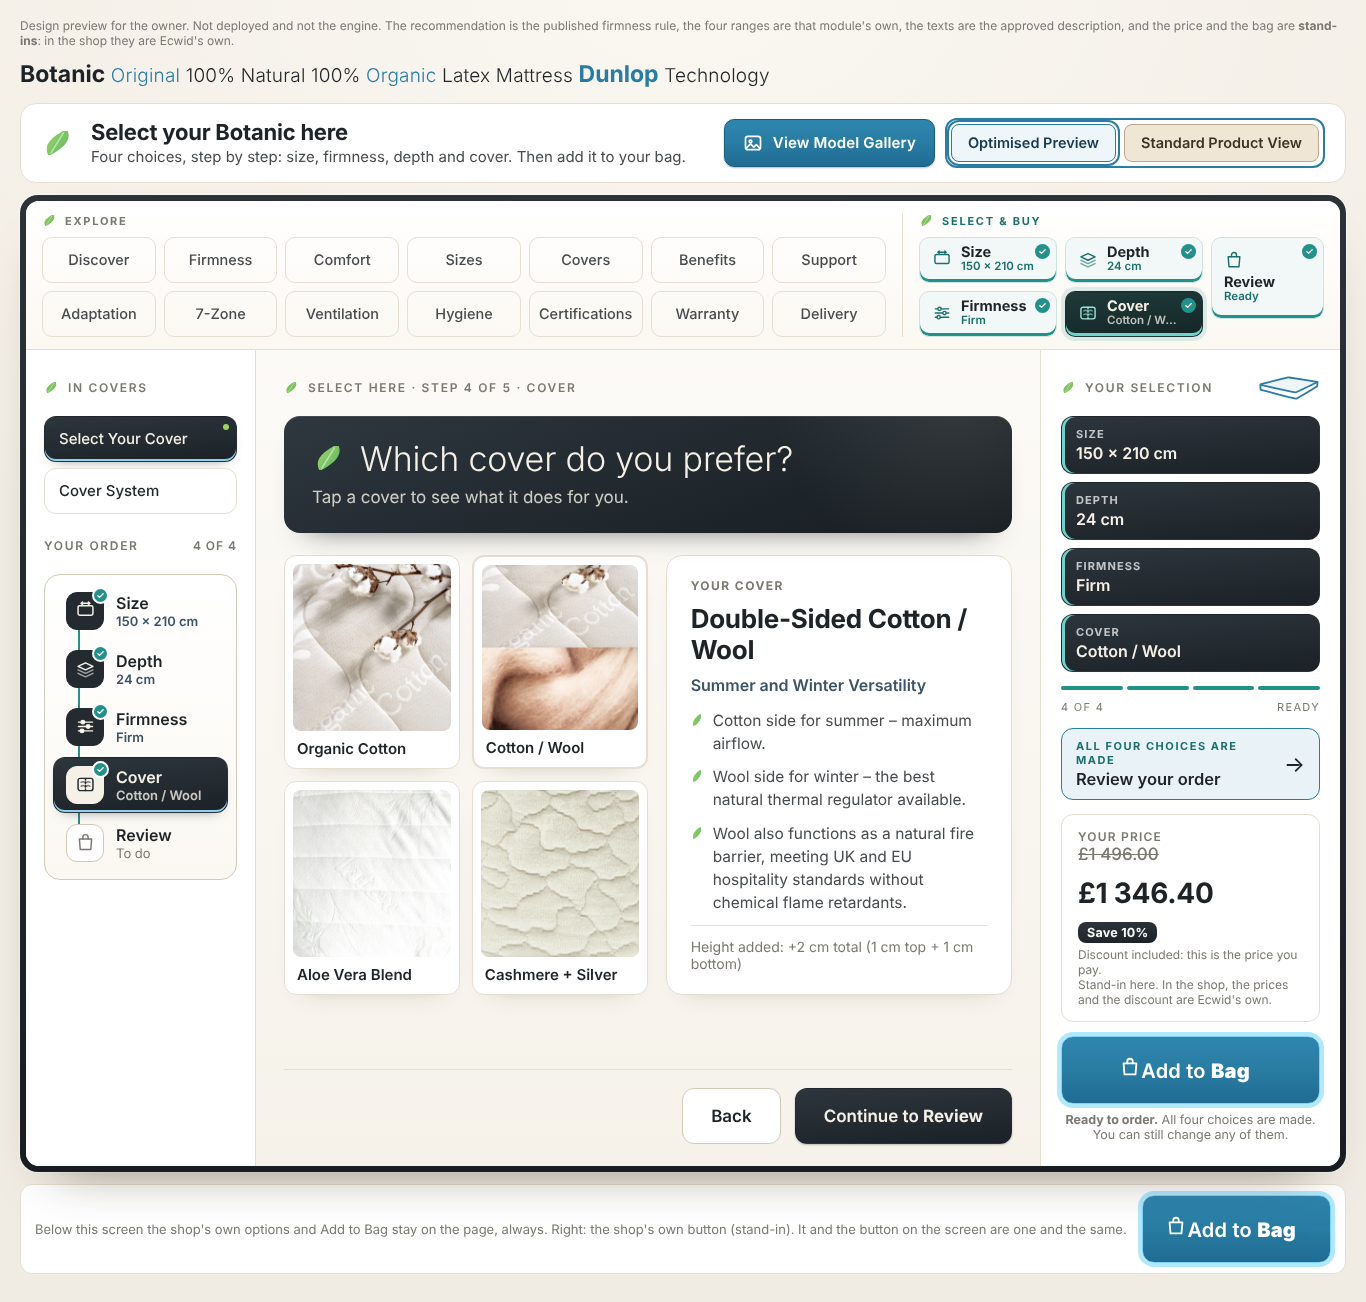 Design preview for the owner. Not deployed and not the engine. The recommendation is the published firmness rule, the four ranges are that module's own, the texts are the approved description, and the price and the bag are stand-
ins: in the shop they are Ecwid's own.
Botanic Original 100% Natural 100% Organic Latex Mattress Dunlop Technology
Select your Botanic here
Four choices, step by step: size, firmness, depth and cover. Then add it to your bag.
View Model Gallery
Optimised Preview
Standard Product View
EXPLORE
Discover
Firmness
Comfort
Sizes
Covers
Benefits
Support
Adaptation
7-Zone
Ventilation
Hygiene
Certifications
Warranty
Delivery
SELECT & BUY
Size
150 × 210 cm
Depth
24 cm
Firmness
Firm
Cover
Cotton / W...
Review
Ready
IN COVERS
Select Your Cover
Cover System
YOUR ORDER
4 OF 4
Size
150 × 210 cm
Depth
24 cm
Firmness
Firm
Cover
Cotton / Wool
Review
To do
SELECT HERE · STEP 4 OF 5 · COVER
Which cover do you prefer?
Tap a cover to see what it does for you.
Organic Cotton
Cotton / Wool
Aloe Vera Blend
Cashmere + Silver
YOUR COVER
Double-Sided Cotton /
Wool
Summer and Winter Versatility
Cotton side for summer – maximum
airflow.
Wool side for winter – the best
natural thermal regulator available.
Wool also functions as a natural fire
barrier, meeting UK and EU
hospitality standards without
chemical flame retardants.
Height added: +2 cm total (1 cm top + 1 cm
bottom)
Back
Continue to Review
YOUR SELECTION
SIZE
150 × 210 cm
DEPTH
24 cm
FIRMNESS
Firm
COVER
Cotton / Wool
4 OF 4
READY
ALL FOUR CHOICES ARE
MADE
Review your order
YOUR PRICE
£1 496.00
£1 346.40
Save 10%
Discount included: this is the price you
pay.
Stand-in here. In the shop, the prices
and the discount are Ecwid's own.
Add to Bag
Ready to order. All four choices are made.
You can still change any of them.
Below this screen the shop's own options and Add to Bag stay on the page, always. Right: the shop's own button (stand-in). It and the button on the screen are one and the same.
Add to Bag